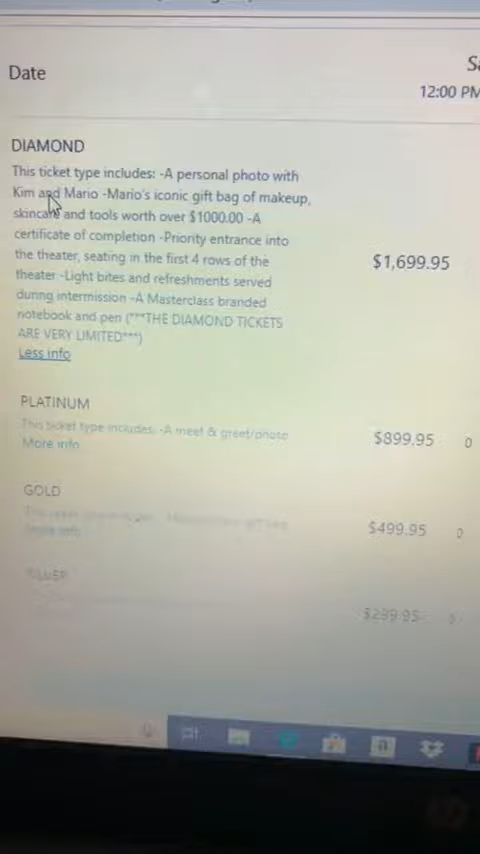 Date
12:00 PM
DIAMOND
This ticket type includes: -A personal photo with
Kim and Mario -Mario's iconic gift bag of makeup,
skincare and tools worth over $1000.00 -A
certificate of completion -Priority entrance into
the theater, seating in the first 4 rows of the
theater -Light bites and refreshments served
during intermission -A Masterclass branded
notebook and pen (***THE DIAMOND TICKETS
ARE VERY LIMITED***)
$1,699.95
Less info
PLATINUM
This ticket type includes: -A meet & greet/photo
More info
$899.95 0
GOLD
More info
$499.95 0
$299.95